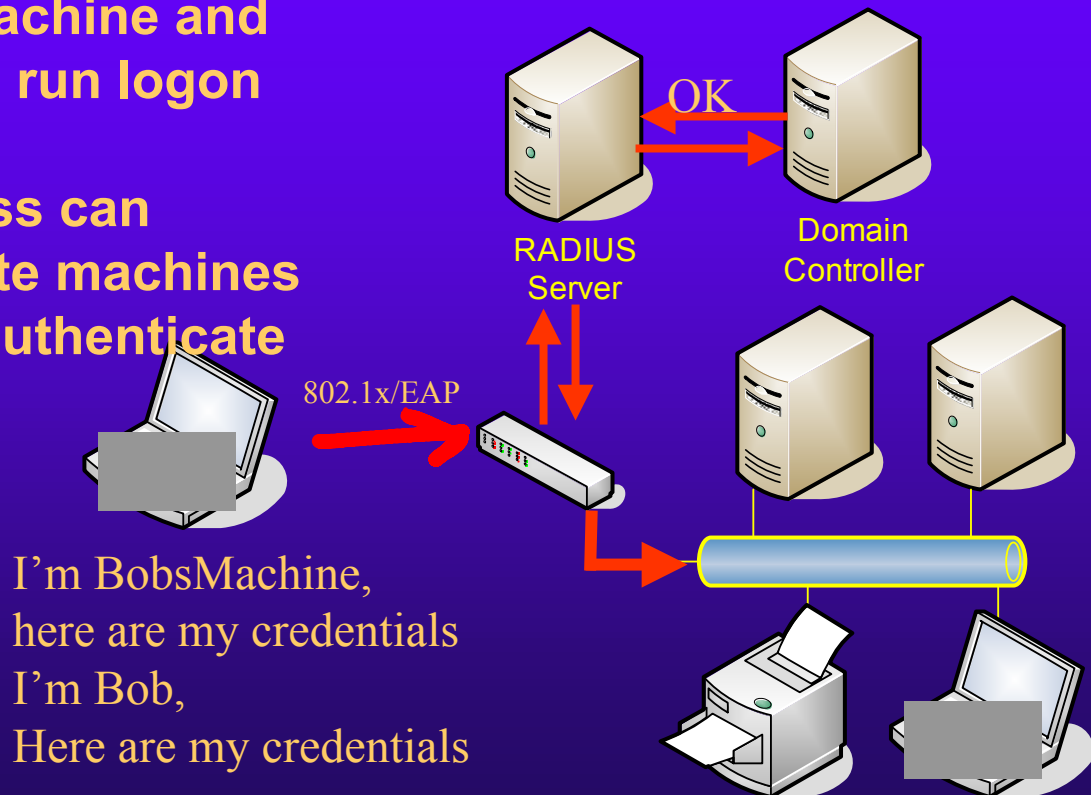 achine and
run logon
ss can
te machines
uthenticate
OK
RADIUS
Server
Domain
Controller
802.1x/EAP
I’m BobsMachine,
here are my credentials
I’m Bob,
Here are my credentials